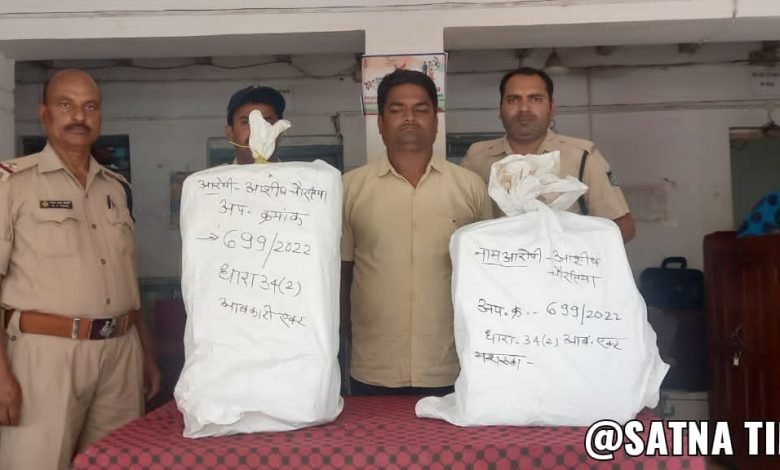 आरोपी- आशीष चौरसिया
अप. क्रमांक
→ 699/2022
धारा 34(2)
आबकारी एक्ट
नाम आरोपी - आशीष
चौरसिया
अप. क्र. - 699/2022
धारा - 34(2) आब. एक्ट
@SATNA TI